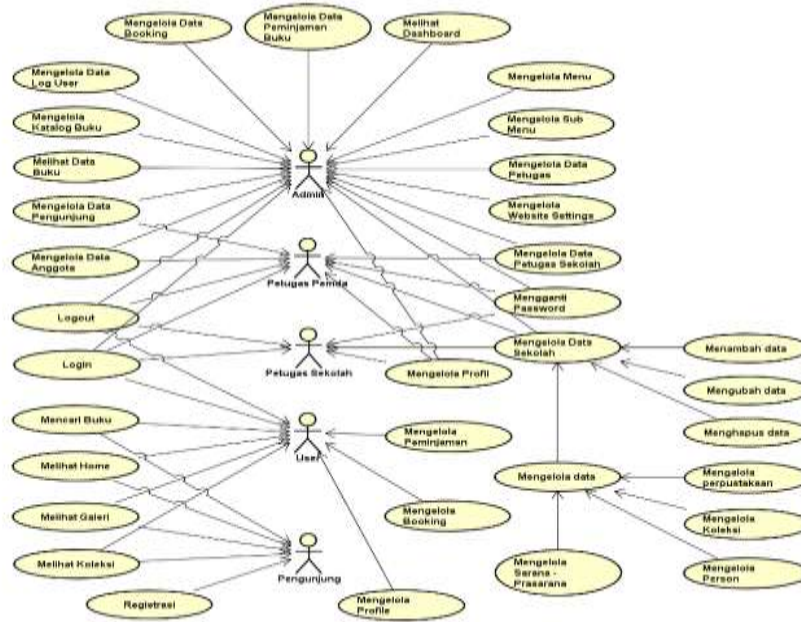 Mengelola Data
Booking
Mengelola Data
Peminjaman
Buku
Melihat
Dashboard
Mengelola Data
Log User
Mengelola Menu
Mengelola
Katalog Buku
Mengelola Sub
Menu
Melihat Data
Buku
Admin
Mengelola Data
Petugas
Mengelola Data
Pengunjung
Mengelola
Website Settings
Mengelola Data
Anggota
Petugas Pemda
Mengelola Data
Petugas Sekolah
Logout
Mengganti
Password
Login
Petugas Sekolah
Mengelola Profil
Mengelola Data
Sekolah
Menambah data
Mengubah data
Menghapus data
Mencari Buku
User
Mengelola
Peminjaman
Melihat Home
Mengelola data
Mengelola
perpustakaan
Melihat Galeri
Mengelola
Booking
Mengelola
Koleksi
Melihat Koleksi
Pengunjung
Mengelola
Sarana -
Prasarana
Mengelola
Person
Registrasi
Mengelola
Profile